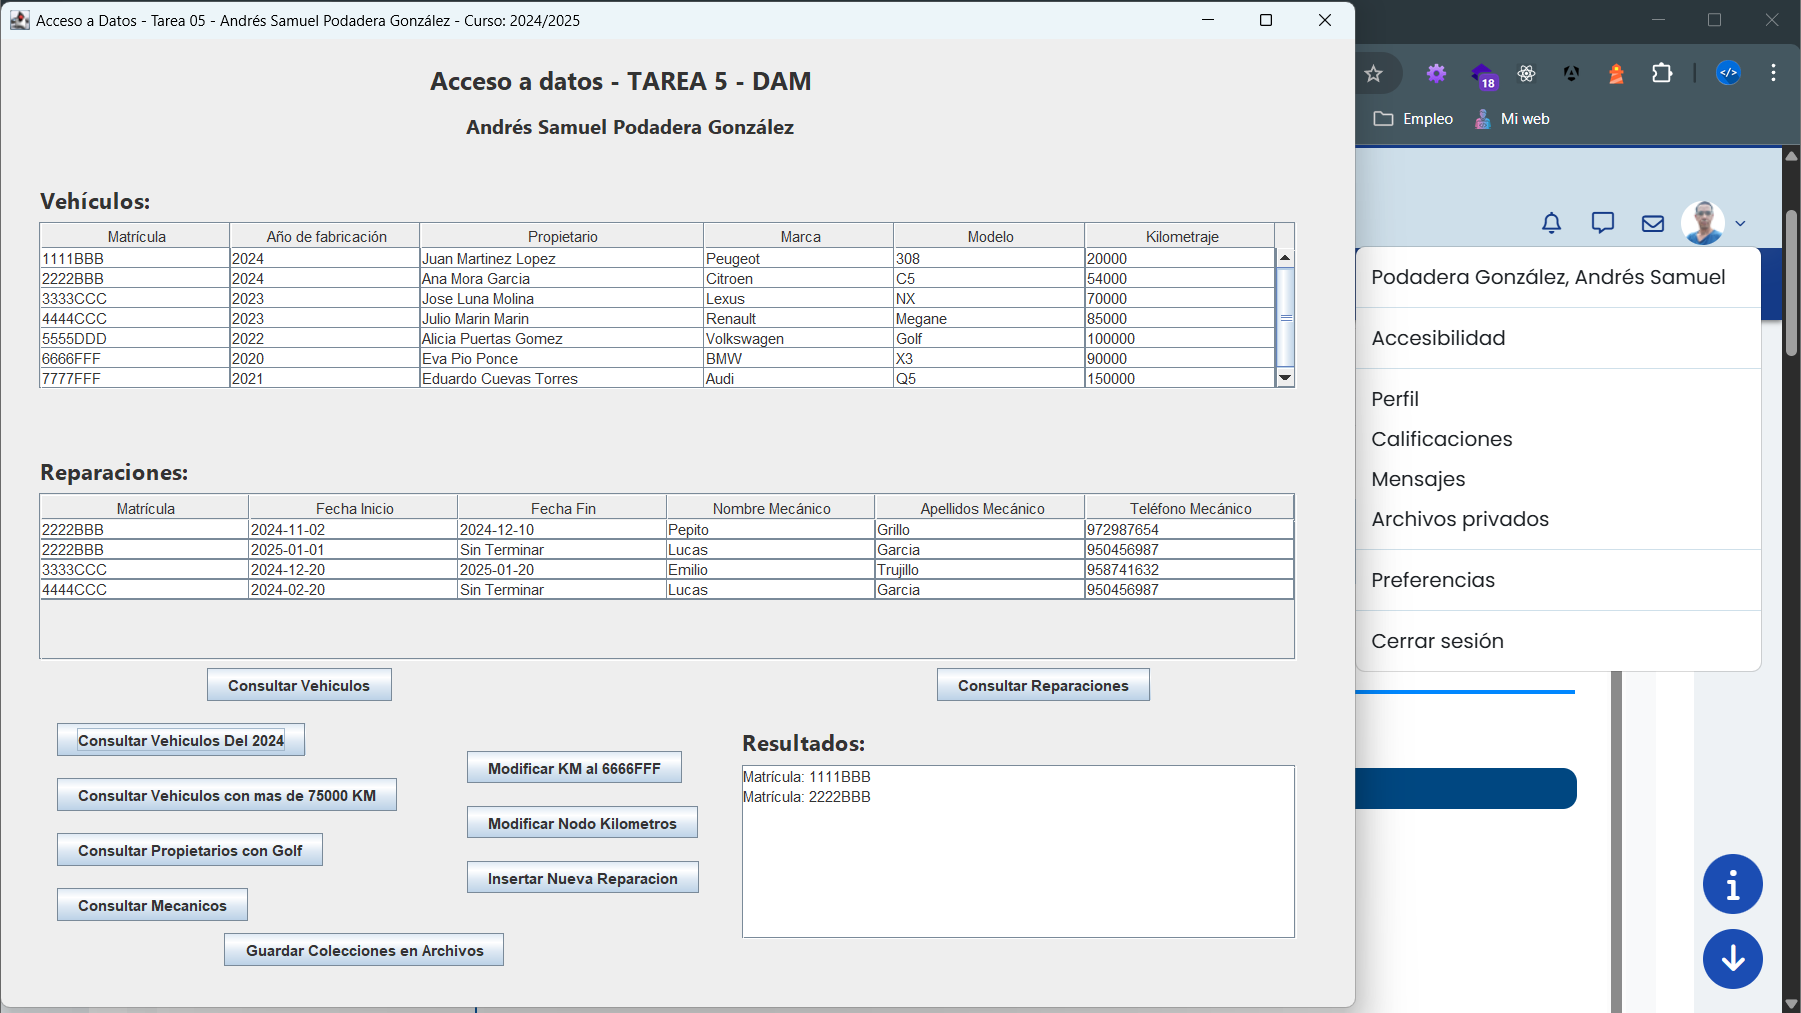 Acceso a Datos - Tarea 05 - Andrés Samuel Podadera González - Curso: 2024/2025
18
</>
Empleo
Mi web
Acceso a datos - TAREA 5 - DAM
Andrés Samuel Podadera González
Vehículos:
Matrícula Año de fabricación Propietario Marca Modelo Kilometraje
1111BBB 2024 Juan Martinez Lopez Peugeot 308 20000
2222BBB 2024 Ana Mora Garcia Citroen C5 54000
3333CCC 2023 Jose Luna Molina Lexus NX 70000
4444CCC 2023 Julio Marin Marin Renault Megane 85000
5555DDD 2022 Alicia Puertas Gomez Volkswagen Golf 100000
6666FFF 2020 Eva Pio Ponce BMW X3 90000
7777FFF 2021 Eduardo Cuevas Torres Audi Q5 150000
Reparaciones:
Matrícula Fecha Inicio Fecha Fin Nombre Mecánico Apellidos Mecánico Teléfono Mecánico
2222BBB 2024-11-02 2024-12-10 Pepito Grillo 972987654
2222BBB 2025-01-01 Sin Terminar Lucas Garcia 950456987
3333CCC 2024-12-20 2025-01-20 Emilio Trujillo 958741632
4444CCC 2024-02-20 Sin Terminar Lucas Garcia 950456987
Consultar Vehiculos
Consultar Reparaciones
Consultar Vehiculos Del 2024
Consultar Vehiculos con mas de 75000 KM
Consultar Propietarios con Golf
Consultar Mecanicos
Modificar KM al 6666FFF
Modificar Nodo Kilometros
Insertar Nueva Reparacion
Guardar Colecciones en Archivos
Resultados:
Matrícula: 1111BBB
Matrícula: 2222BBB
Podadera González, Andrés Samuel
Accesibilidad
Perfil
Calificaciones
Mensajes
Archivos privados
Preferencias
Cerrar sesión